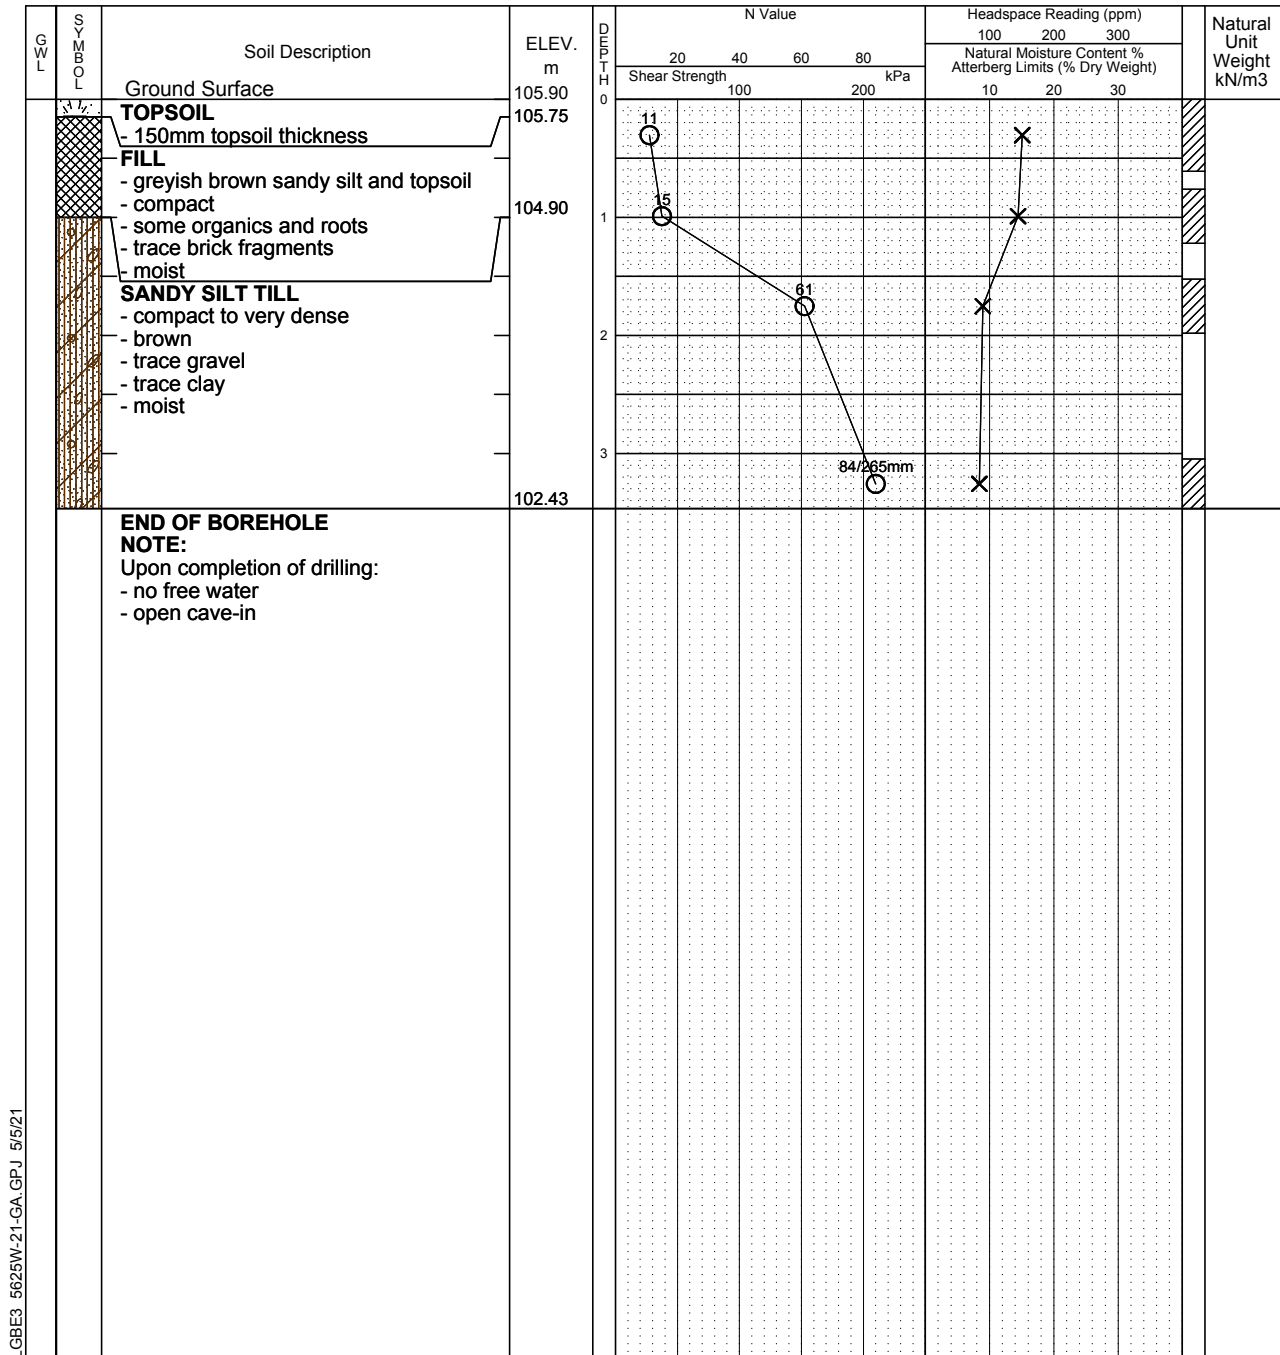 GWL
SYMBOL
Soil Description
Ground Surface
ELEV.
m
105.90
DEPTH
N Value
20 40 60 80
Shear Strength kPa
100 200
Headspace Reading (ppm)
100 200 300
Natural Moisture Content %
Atterberg Limits (% Dry Weight)
10 20 30
Natural
Unit
Weight
kN/m3
0
TOPSOIL
105.75
- 150mm topsoil thickness
11
FILL
- greyish brown sandy silt and topsoil
- compact
104.90
15
1
- some organics and roots
- trace brick fragments
- moist
SANDY SILT TILL
61
- compact to very dense
- brown
2
- trace gravel
- trace clay
- moist
3
84/265mm
102.43
END OF BOREHOLE
NOTE:
Upon completion of drilling:
- no free water
- open cave-in
GBE3 5625W-21-GA.GPJ 5/5/21